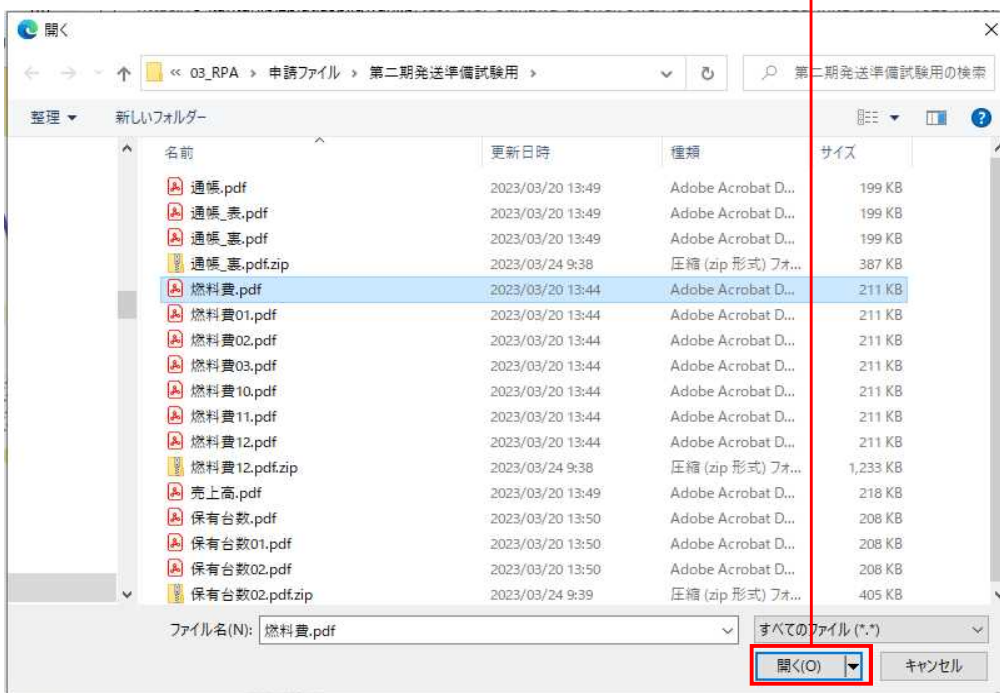 開く
« 03_RPA › 申請ファイル › 第二期発送準備試験用 ›
第二期発送準備試験用の検索
整理 新しいフォルダー
名前 更新日時 種類 サイズ
通帳.pdf 2023/03/20 13:49 Adobe Acrobat D... 199 KB
通帳_表.pdf 2023/03/20 13:49 Adobe Acrobat D... 199 KB
通帳_裏.pdf 2023/03/20 13:49 Adobe Acrobat D... 199 KB
通帳_裏.pdf.zip 2023/03/24 9:38 圧縮 (zip 形式) フォ... 387 KB
燃料費.pdf 2023/03/20 13:44 Adobe Acrobat D... 211 KB
燃料費01.pdf 2023/03/20 13:44 Adobe Acrobat D... 211 KB
燃料費02.pdf 2023/03/20 13:44 Adobe Acrobat D... 211 KB
燃料費03.pdf 2023/03/20 13:44 Adobe Acrobat D... 211 KB
燃料費10.pdf 2023/03/20 13:44 Adobe Acrobat D... 211 KB
燃料費11.pdf 2023/03/20 13:44 Adobe Acrobat D... 211 KB
燃料費12.pdf 2023/03/20 13:44 Adobe Acrobat D... 211 KB
燃料費12.pdf.zip 2023/03/24 9:38 圧縮 (zip 形式) フォ... 1,233 KB
売上高.pdf 2023/03/20 13:49 Adobe Acrobat D... 218 KB
保有台数.pdf 2023/03/20 13:50 Adobe Acrobat D... 208 KB
保有台数01.pdf 2023/03/20 13:50 Adobe Acrobat D... 208 KB
保有台数02.pdf 2023/03/20 13:50 Adobe Acrobat D... 208 KB
保有台数02.pdf.zip 2023/03/24 9:39 圧縮 (zip 形式) フォ... 405 KB
ファイル名(N): 燃料費.pdf すべてのファイル (*.*)
開く(O) キャンセル